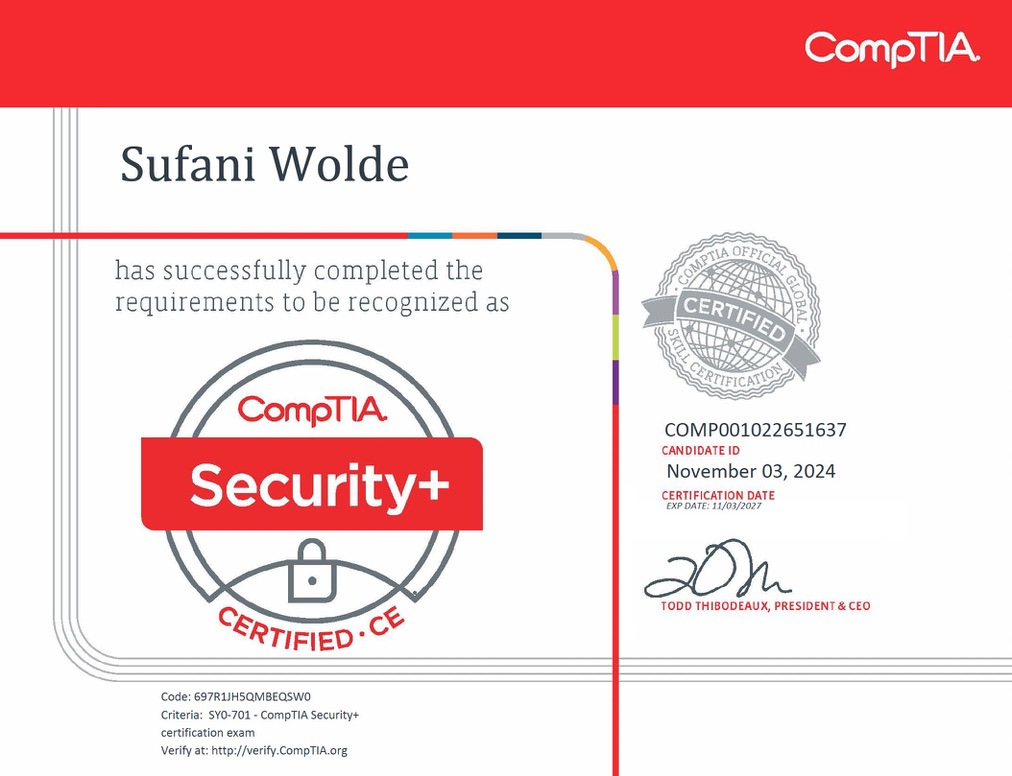 CompTIA.
Sufani Wolde
has successfully completed the
requirements to be recognized as
COMPTIA OFFICIAL GLOBAL
CERTIFIED
SKILL CERTIFICATION
CompTIA.
Security+
CERTIFIED · CE
COMP001022651637
CANDIDATE ID
November 03, 2024
CERTIFICATION DATE
EXP DATE: 11/03/2027
TODD THIBODEAUX, PRESIDENT & CEO
Code: 697R1JH5QMBEQSW0
Criteria: SY0-701 - CompTIA Security+
certification exam
Verify at: http://verify.CompTIA.org